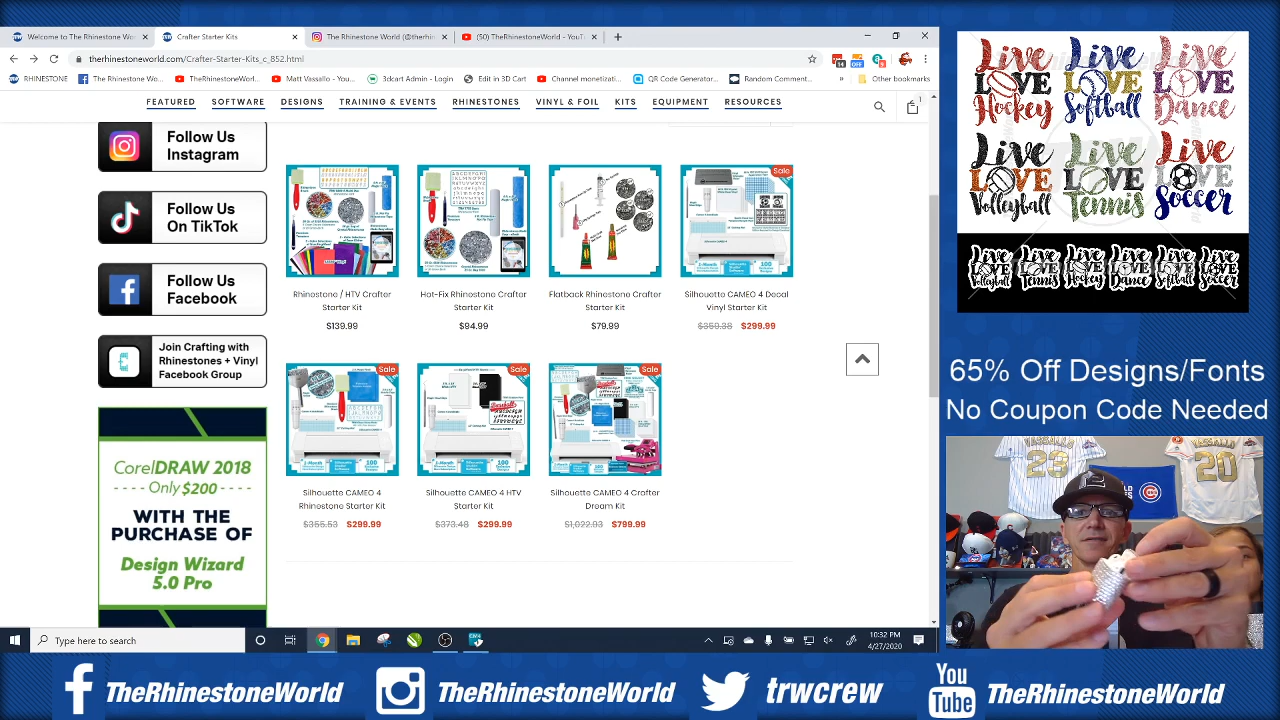 Welcome to The Rhinestone Wo
Crafter Starter Kits
The Rhinestone World (@therhin
(50) TheRhinestoneWorld - YouTu
therhinestoneworld.com/Crafter-Starter-Kits_c_852.html
RHINESTONE
The Rhinestone Wo...
TheRhinestoneWorl...
Matt Vassallo - You...
3dcart Admin - Login
Edit in 3D Cart
Channel monetizati...
QR Code Generator...
Random Comment...
»
Other bookmarks
FEATURED
SOFTWARE
DESIGNS
TRAINING & EVENTS
RHINESTONES
VINYL & FOIL
KITS
EQUIPMENT
RESOURCES
1
Follow Us
Instagram
Follow Us
On TikTok
Follow Us
Facebook
Join Crafting with
Rhinestones + Vinyl
Facebook Group
CorelDRAW 2018
---- Only $200 ----
WITH THE
PURCHASE OF
Design Wizard
5.0 Pro
Rhinestone / HTV Crafter
Starter Kit
$139.99
Hot-Fix Rhinestone Crafter
Starter Kit
$94.99
Flatback Rhinestone Crafter
Starter Kit
$79.99
Sale
Silhouette CAMEO 4 Decal
Vinyl Starter Kit
$359.38 $299.99
Sale
Silhouette CAMEO 4
Rhinestone Starter Kit
$355.53 $299.99
Sale
Silhouette CAMEO 4 HTV
Starter Kit
$373.48 $299.99
Sale
Silhouette CAMEO 4 Crafter
Dream Kit
$1,022.93 $799.99
Type here to search
10:32 PM
4/27/2020
Live
LOVE
Hockey
Live
LOVE
Softball
Live
LOVE
Dance
Live
LOVE
Volleyball
Live
LOVE
Tennis
Live
LOVE
Soccer
65% Off Designs/Fonts
No Coupon Code Needed
VASSALLO
23
20
TheRhinestoneWorld
TheRhinestoneWorld
trwcrew
You
Tube
TheRhinestoneWorld